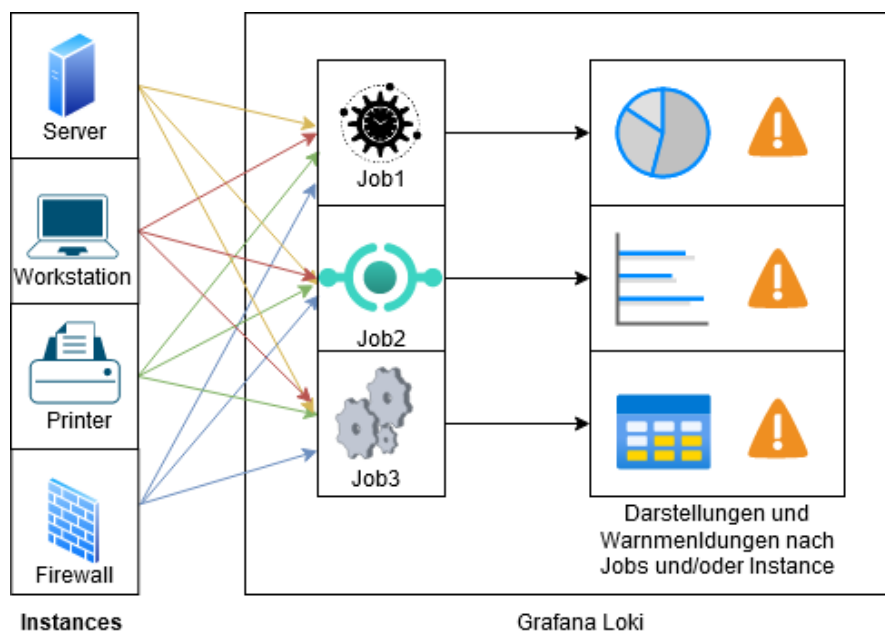 Server
Workstation
Printer
Firewall
Instances
Job1
Job2
Job3
Darstellungen und
Warnmenldungen nach
Jobs und/oder Instance
Grafana Loki